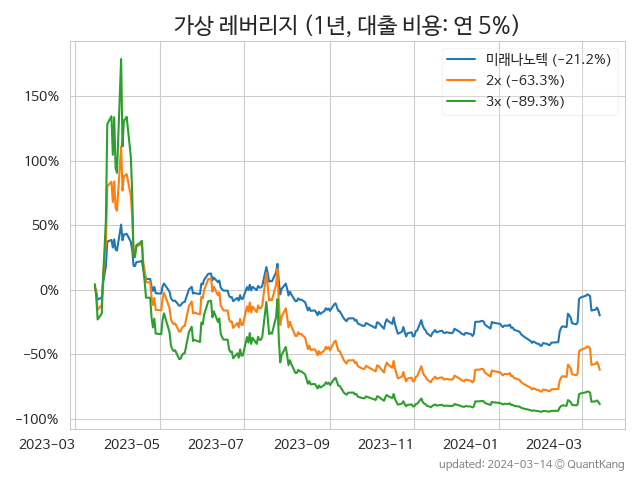 가상 레버리지 (1년, 대출 비용: 연 5%)
미래나노텍 (−21.2%)
2x (−63.3%)
3x (−89.3%)
150%
100%
50%
0%
−50%
−100%
2023−03 2023−05 2023−07 2023−09 2023−11 2024−01 2024−03
updated: 2024-03-14 © QuantKang